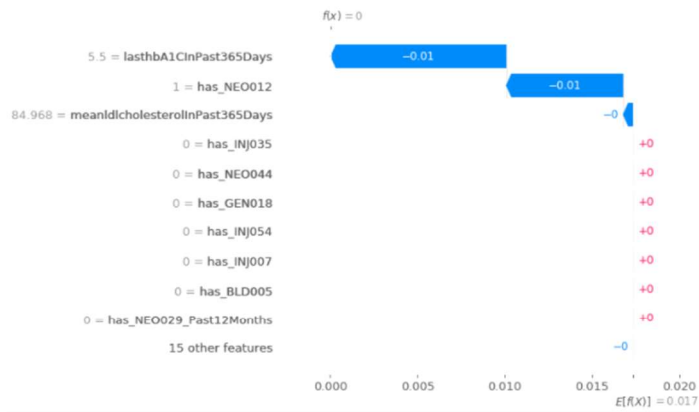 f(x) = 0
5.5 = lasthbA1CInPast365Days
−0.01
1 = has_NEO012
−0.01
84.968 = meanldlcholesterolInPast365Days
−0
0 = has_INJ035
+0
0 = has_NEO044
+0
0 = has_GEN018
+0
0 = has_INJ054
+0
0 = has_INJ007
+0
0 = has_BLD005
+0
0 = has_NEO029_Past12Months
+0
15 other features
−0
0.000 0.005 0.010 0.015 0.020
E[f(X)] = 0.017